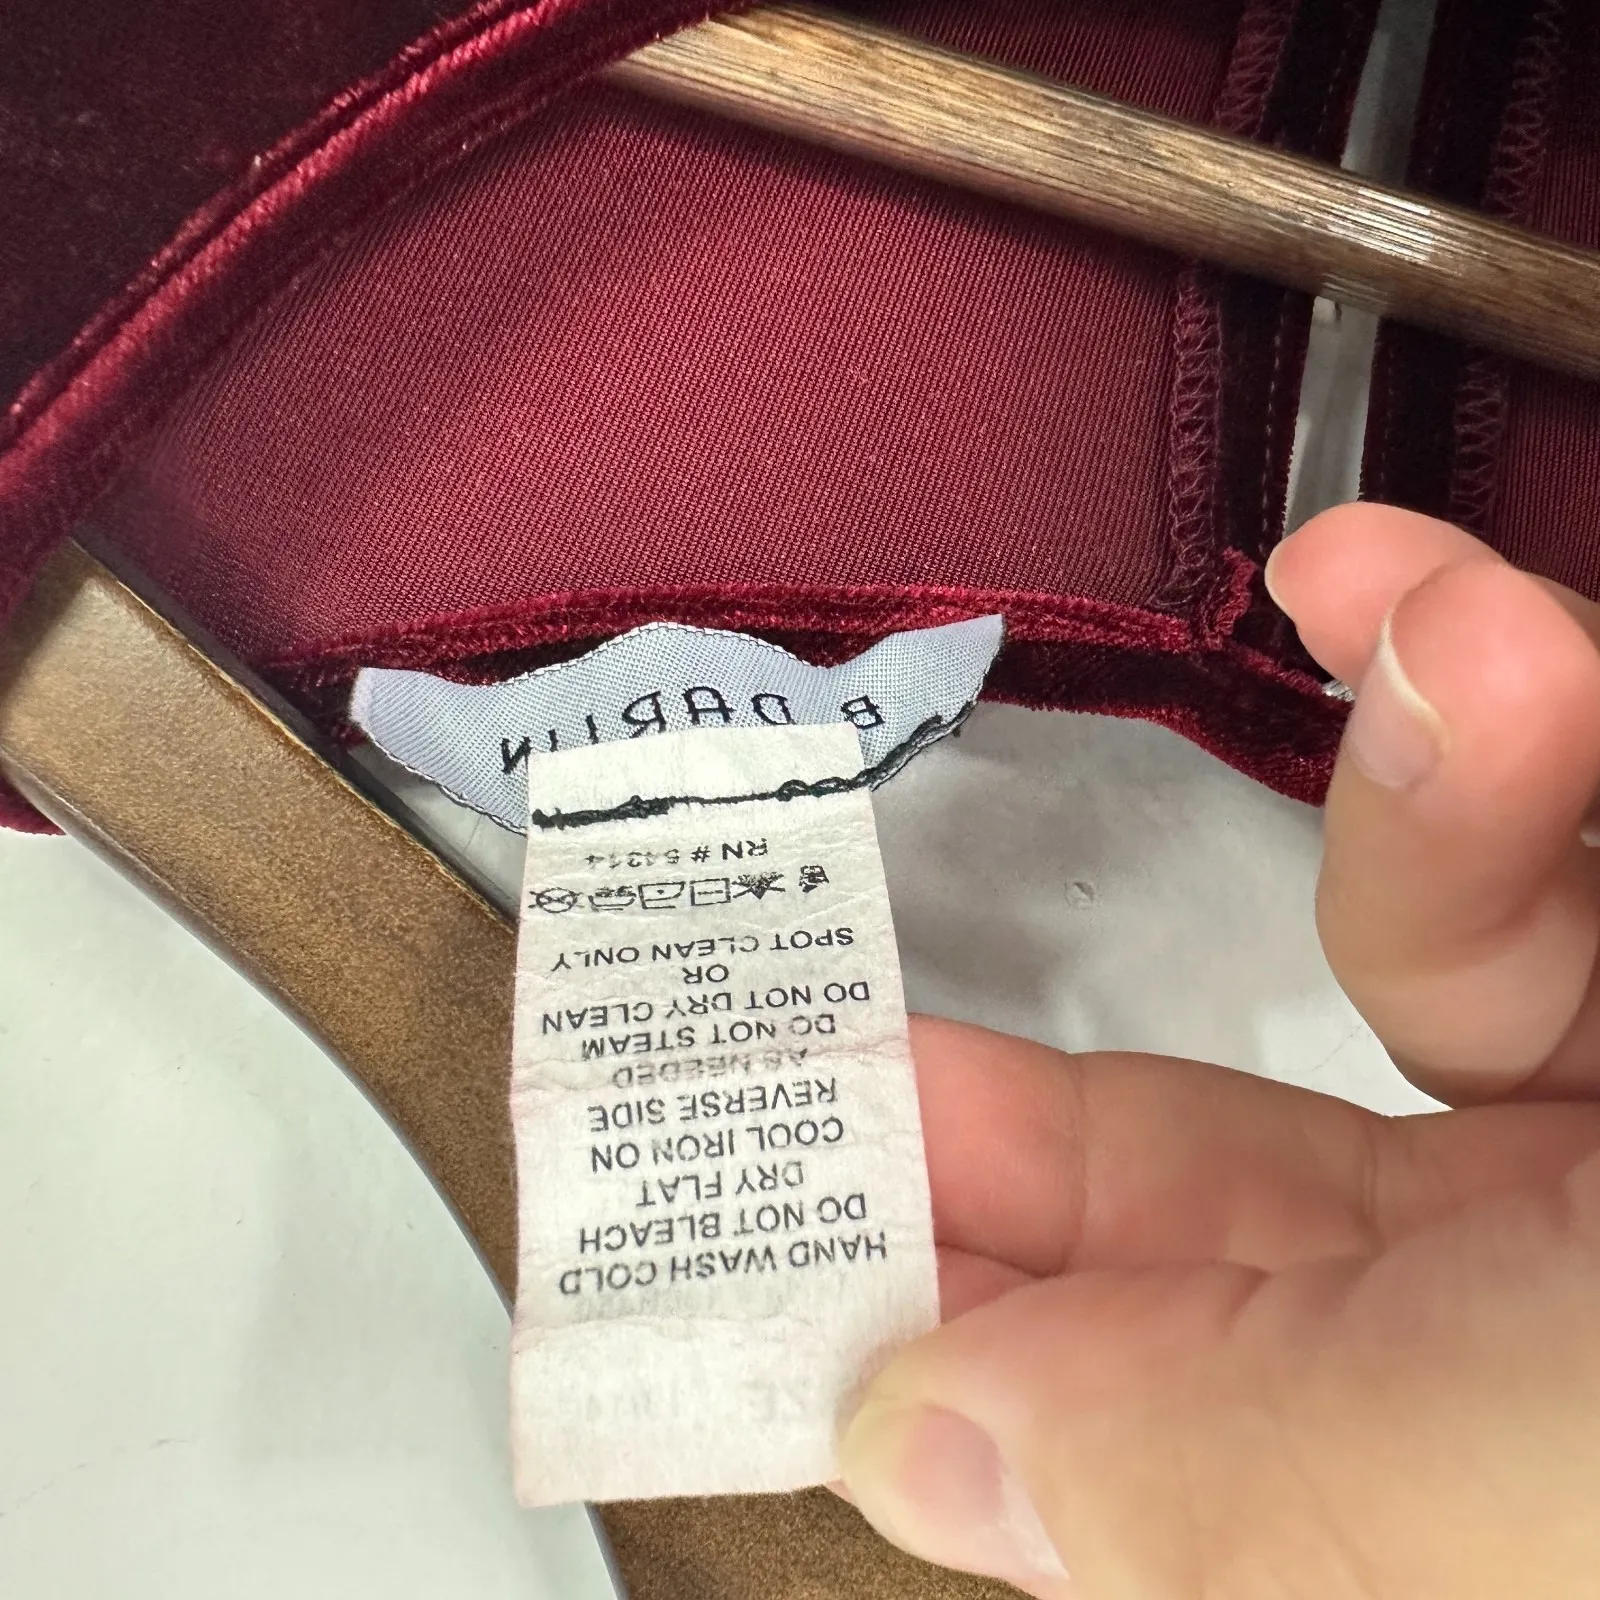 HAND WASH COLD
DO NOT BLEACH
DRY FLAT
COOL IRON ON
REVERSE SIDE
AS NEEDED
DO NOT STEAM
DO NOT DRY CLEAN
OR
SPOT CLEAN ONLY
RN # 54314
B DARLIN